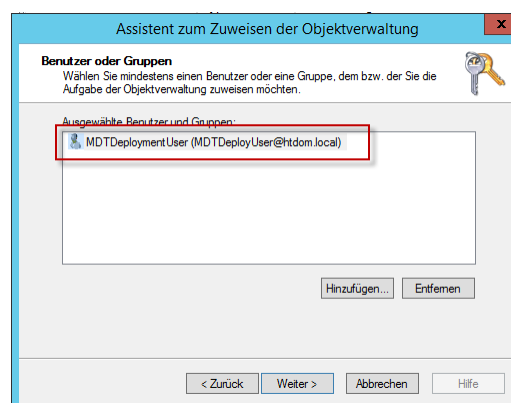 Assistent zum Zuweisen der Objektverwaltung
x
Benutzer oder Gruppen
Wählen Sie mindestens einen Benutzer oder eine Gruppe, dem bzw. der Sie die
Aufgabe der Objektverwaltung zuweisen möchten.
Ausgewählte Benutzer und Gruppen:
MDTDeploymentUser (MDTDeployUser@htdom.local)
Hinzufügen... Entfernen
< Zurück Weiter > Abbrechen Hilfe